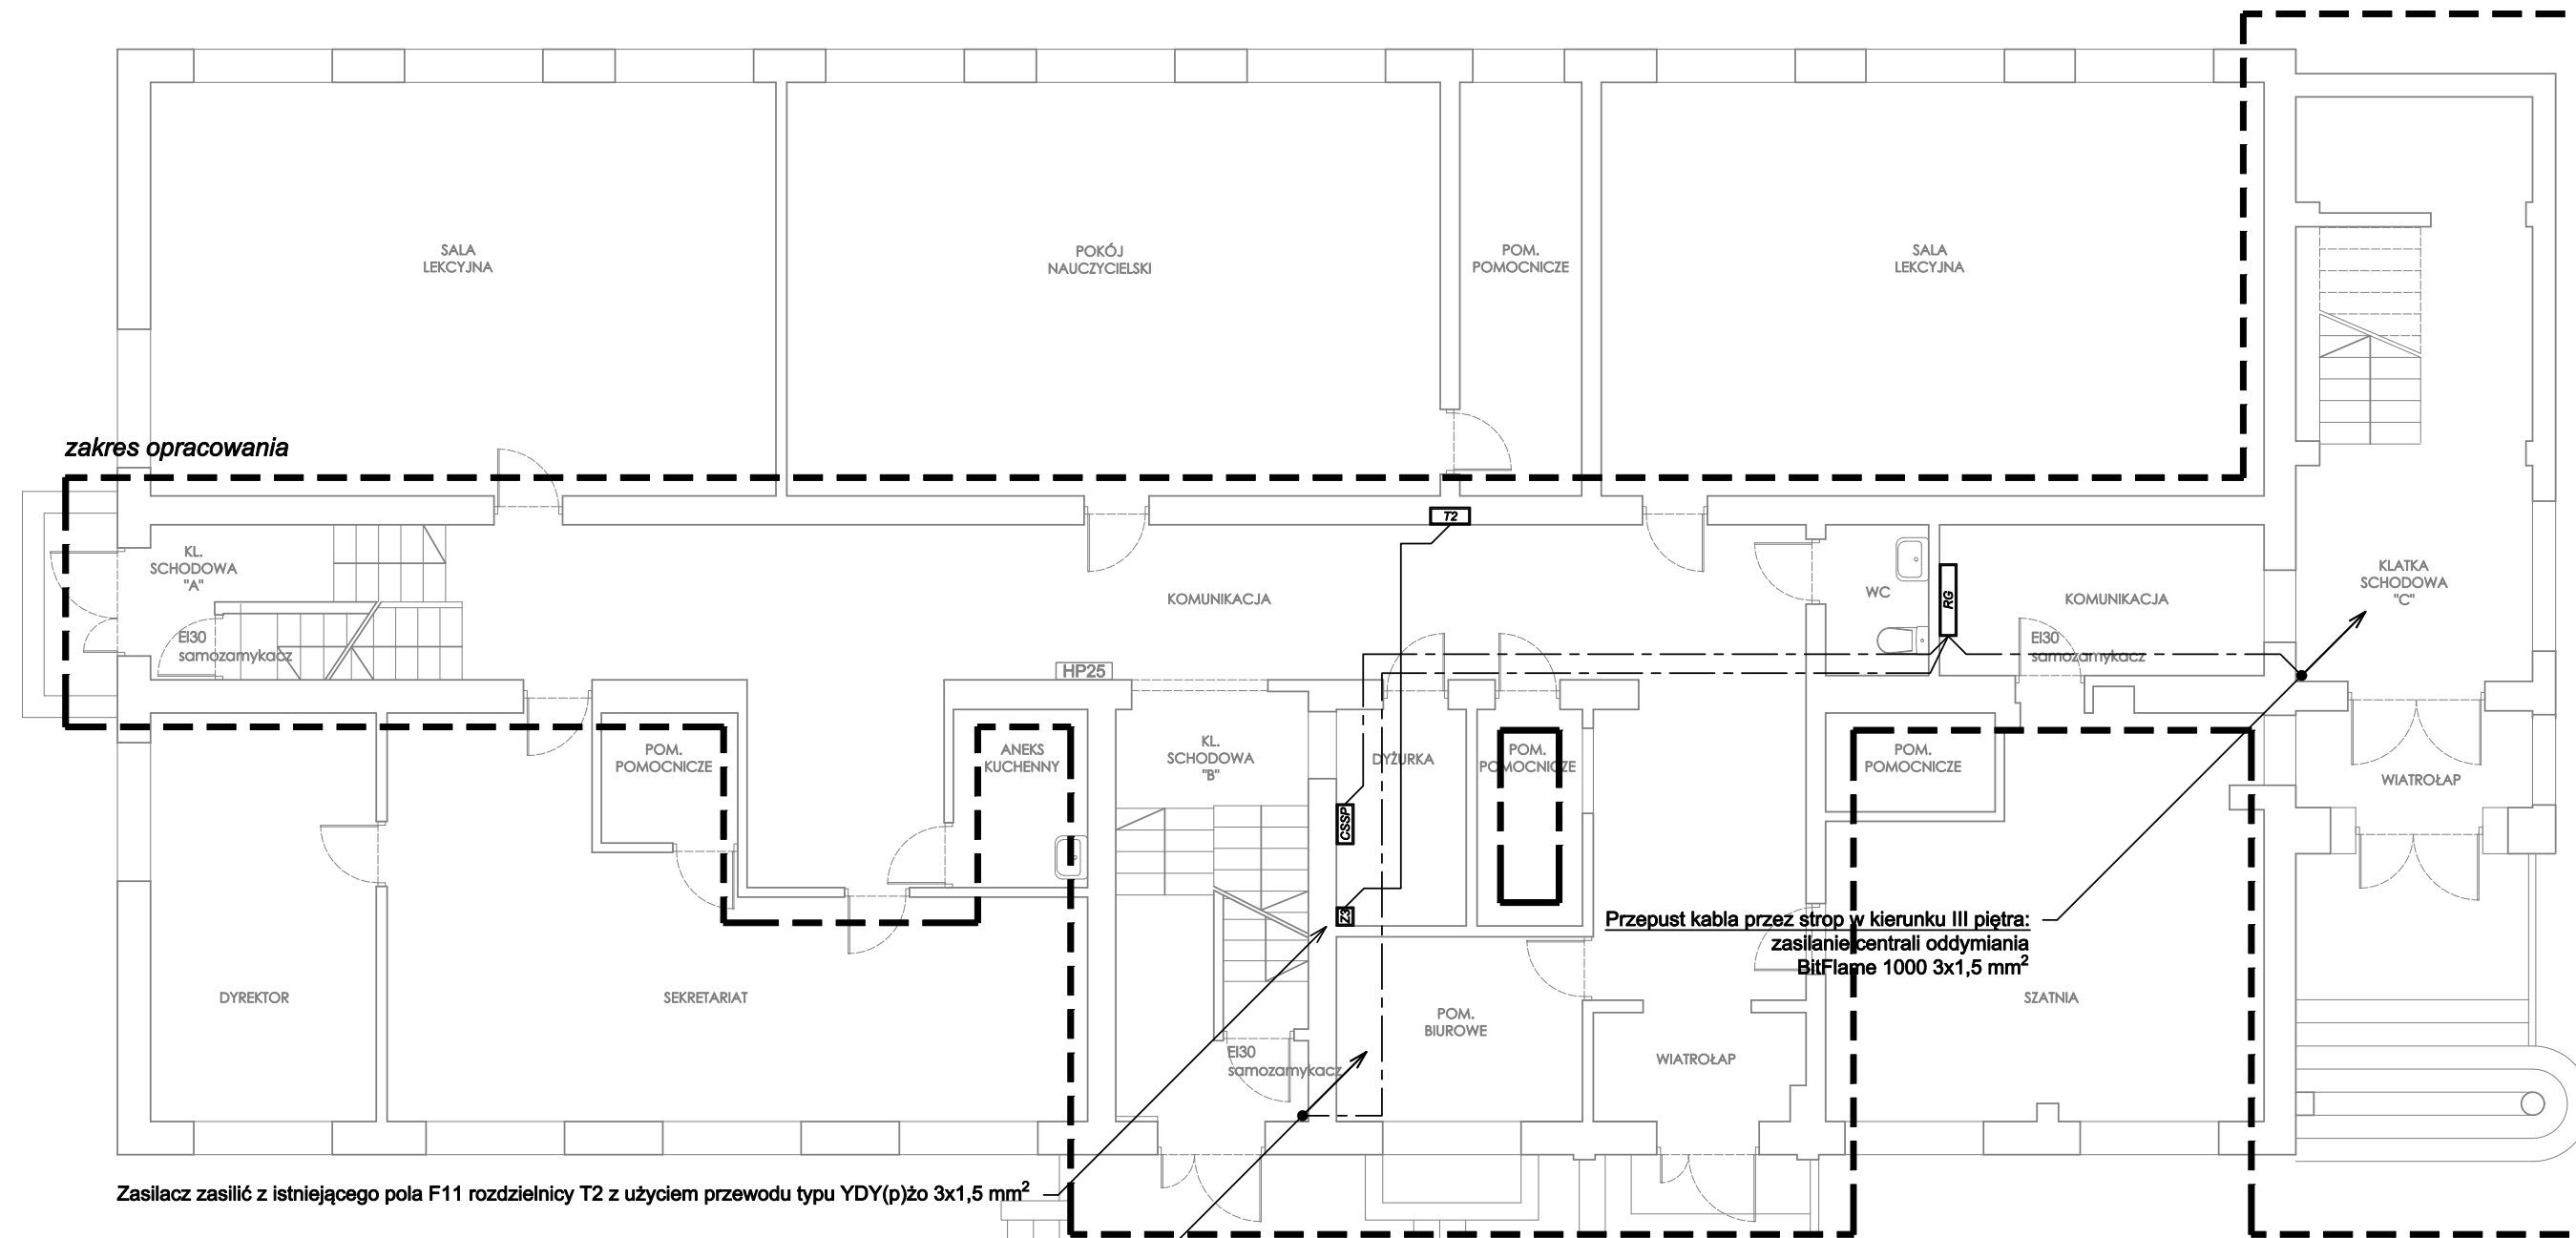 SALA
LEKCYJNA
POKÓJ
NAUCZYCIELSKI
POM.
POMOCNICZE
SALA
LEKCYJNA
zakres opracowania
T2
KL.
SCHODOWA
"A"
EI30
samozamykacz
KOMUNIKACJA
WC
RG
KOMUNIKACJA
EI30
samozamykacz
KLATKA
SCHODOWA
"C"
HP25
POM.
POMOCNICZE
ANEKS
KUCHENNY
KL.
SCHODOWA
"B"
DYŻURKA
POM.
POMOCNICZE
POM.
POMOCNICZE
WIATROŁAP
CSSP
Z3
Przepust kabla przez strop w kierunku III piętra:
zasilanie centrali oddymiania
BitFlame 1000 3x1,5 mm²
DYREKTOR
SEKRETARIAT
POM.
BIUROWE
SZATNIA
EI30
samozamykacz
WIATROŁAP
Zasilacz zasilić z istniejącego pola F11 rozdzielnicy T2 z użyciem przewodu typu YDY(p)żo 3x1,5 mm²